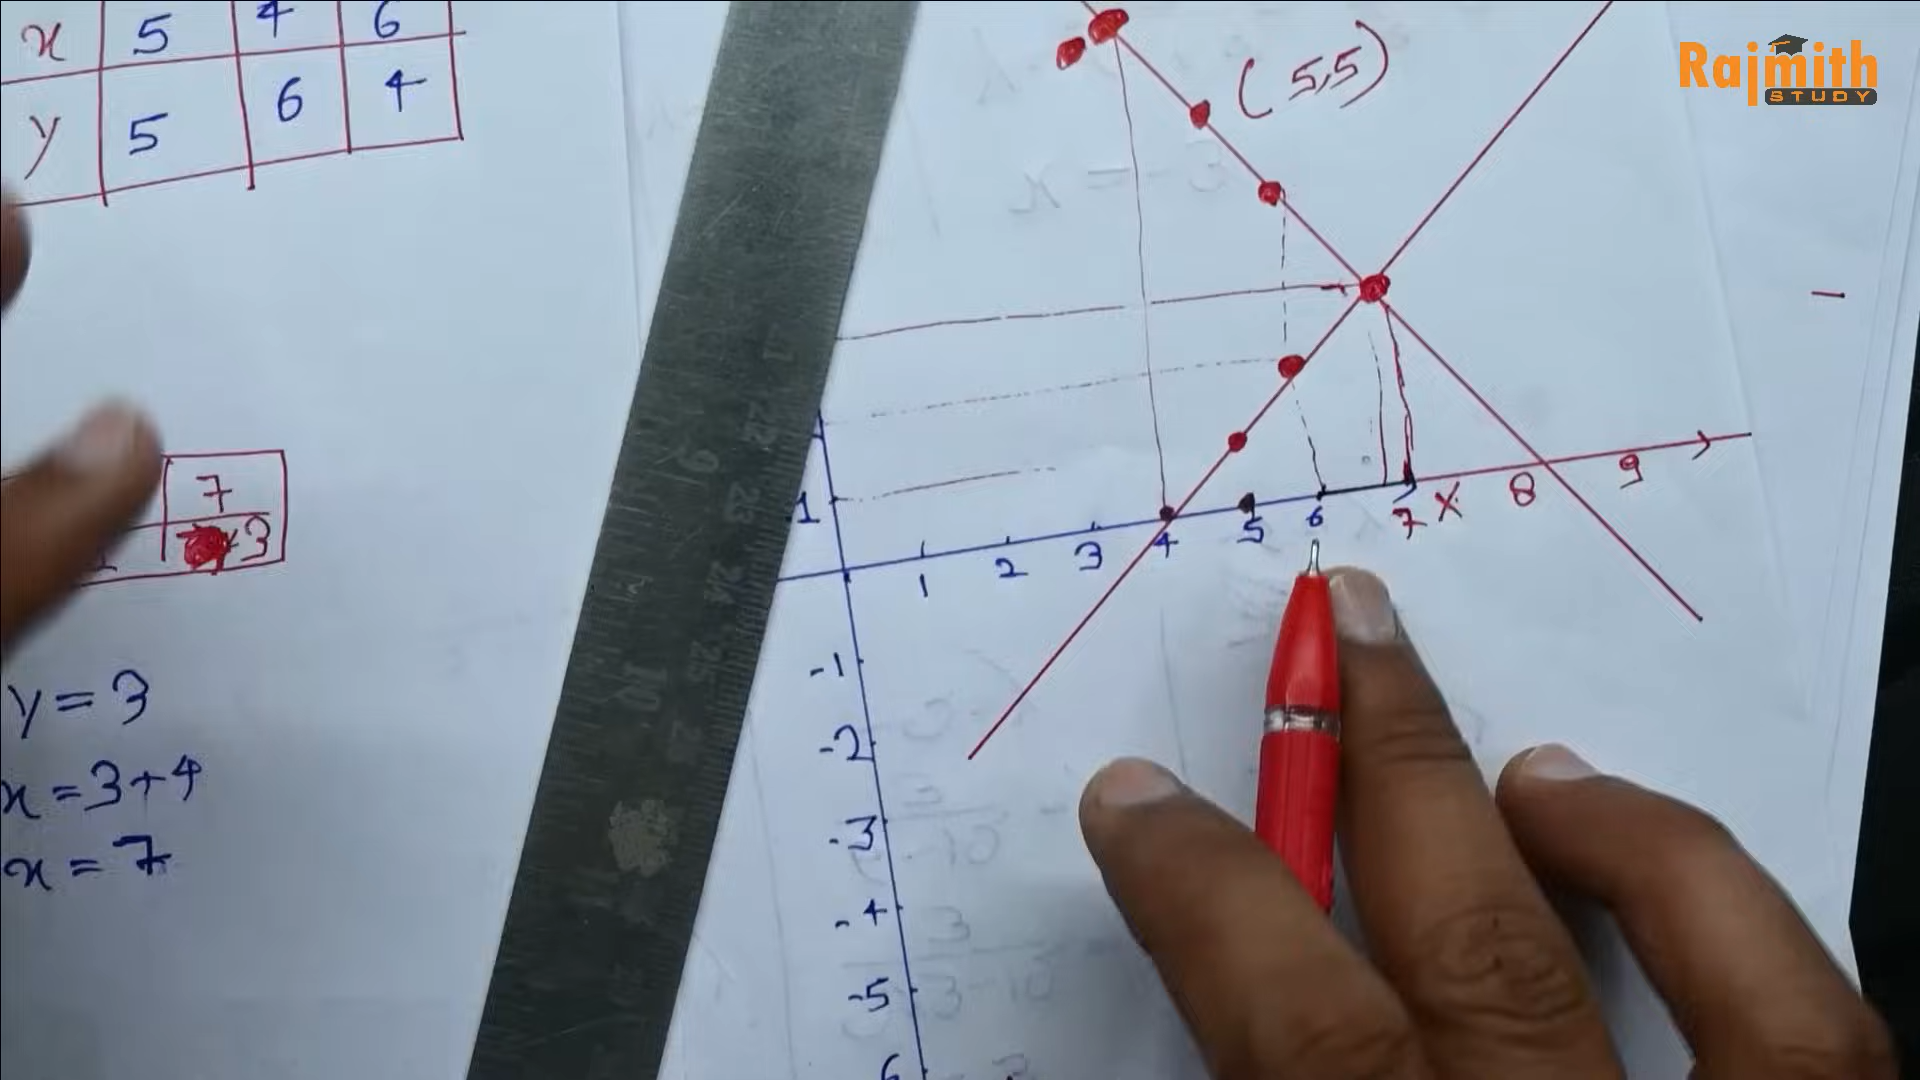 x 5 4 6
y 5 6 4
(5,5)
Rajmith
STUDY
7
3
y = 3
x = 3+4
x = 7
1
1 2 3 4 5 6 7 X 8 9
-1
-2
-3
-4
-5
6